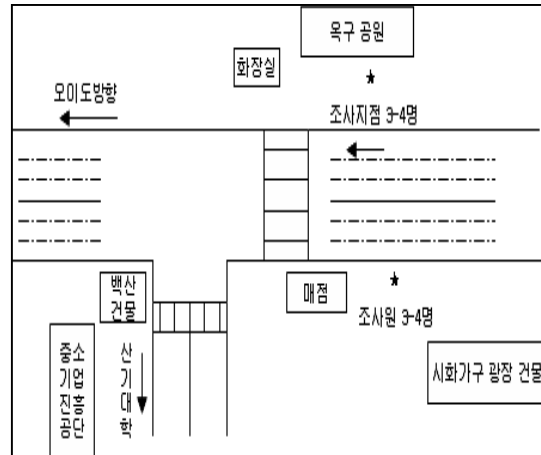 옥구 공원
화장실
오이도방향
조사지점 3-4명
백산
건물
매점
조사원 3-4명
중소
기업
진흥
공단
산
기
대
학
시화가구 광장 건물